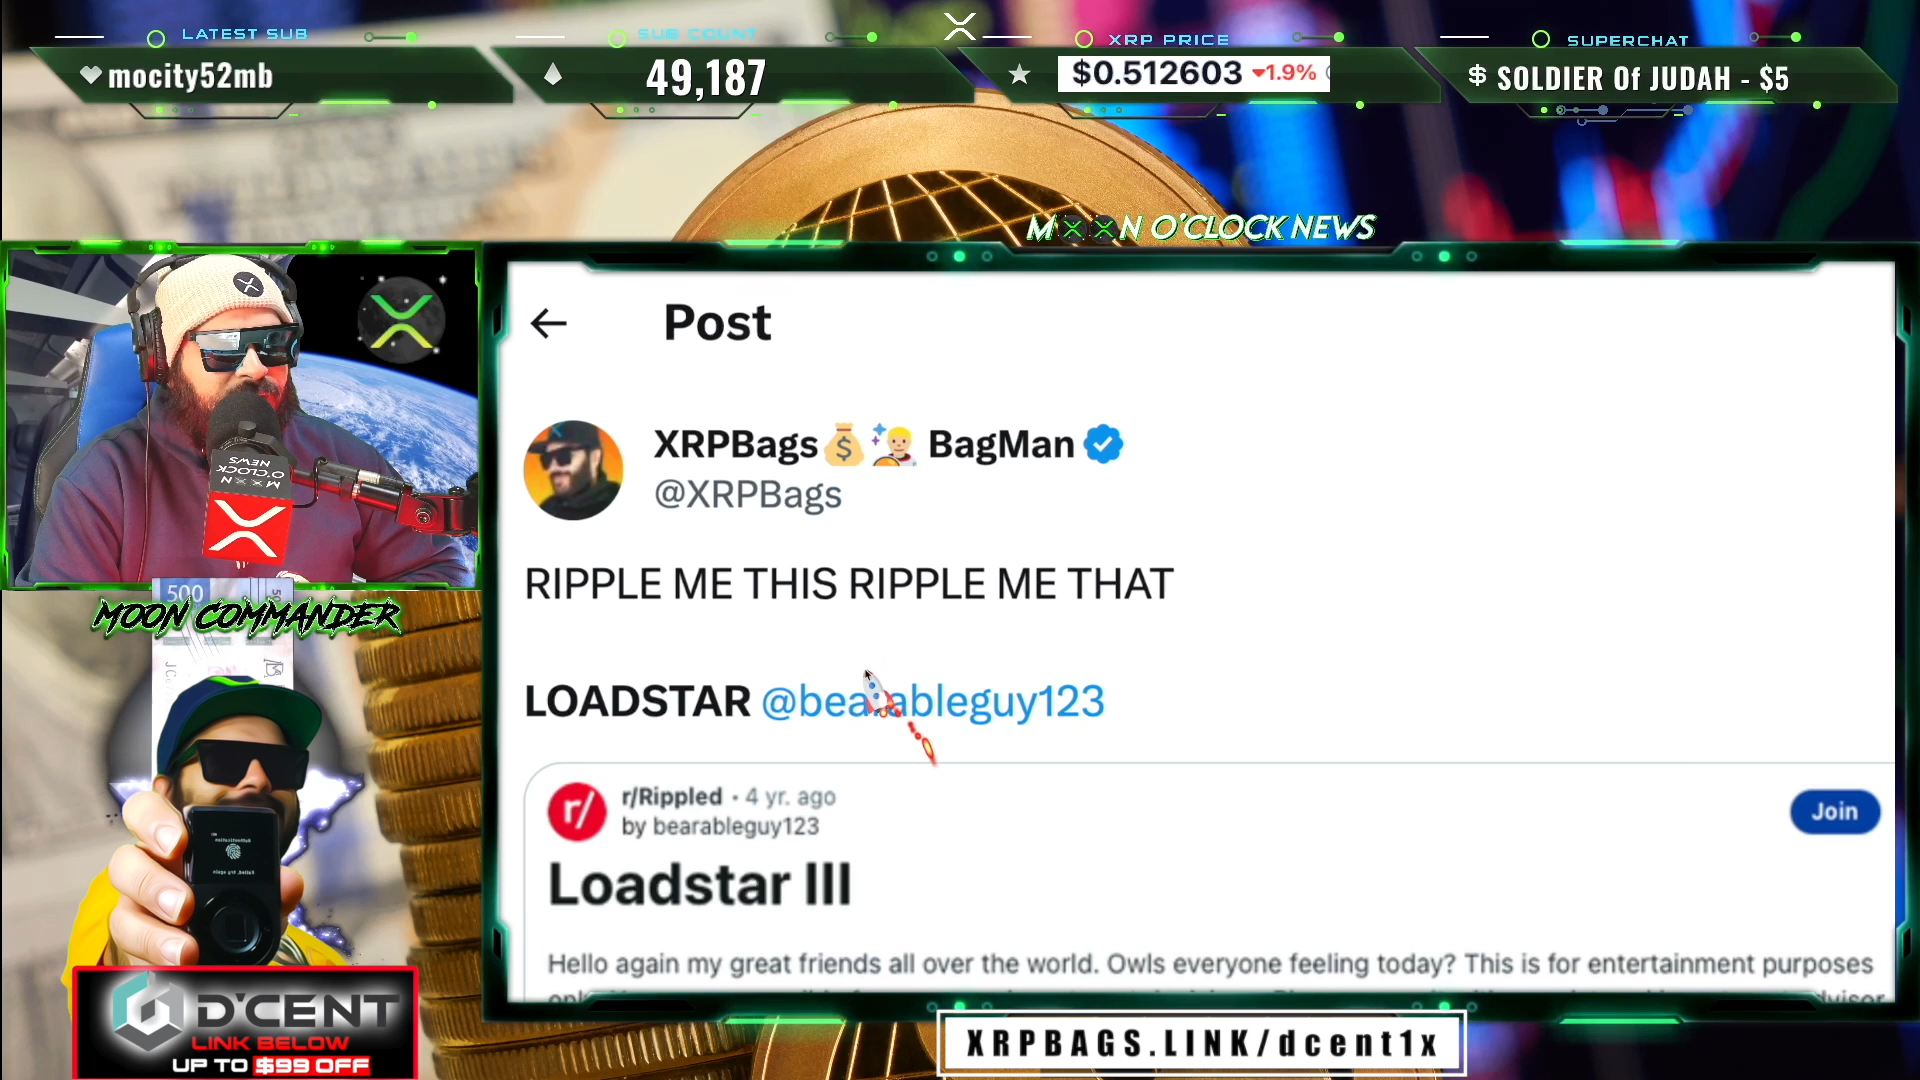 LATEST SUB
mocity52mb
SUB COUNT
49,187
XRP PRICE
$0.512603 1.9%
SUPERCHAT
SOLDIER Of JUDAH - $5
MOON O'CLOCK NEWS
Post
XRPBags BagMan
@XRPBags
RIPPLE ME THIS RIPPLE ME THAT
LOADSTAR @bearableguy123
r/Rippled · 4 yr. ago
by bearableguy123
Join
Loadstar III
Hello again my great friends all over the world. Owls everyone feeling today? This is for entertainment purposes
MOON O'CLOCK NEWS
500
MOON COMMANDER
D'CENT
LINK BELOW
UP TO $99 OFF
XRPBAGS.LINK/dcent1x